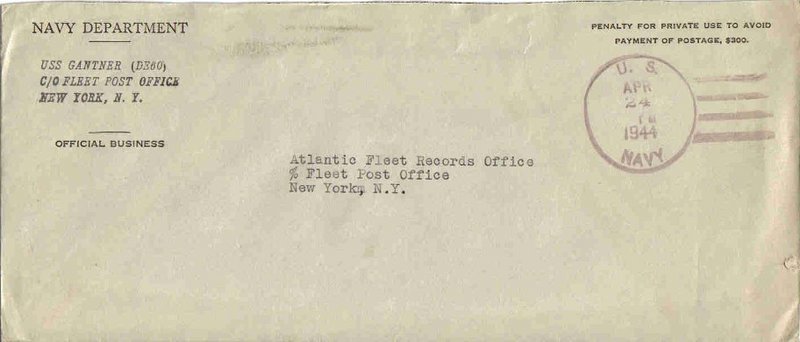 NAVY DEPARTMENT
USS GANTNER (DE60)
C/O FLEET POST OFFICE
NEW YORK, N. Y.
OFFICIAL BUSINESS
PENALTY FOR PRIVATE USE TO AVOID
PAYMENT OF POSTAGE, $300.
U. S.
APR
24
1944
NAVY
Atlantic Fleet Records Office
% Fleet Post Office
New York, N.Y.